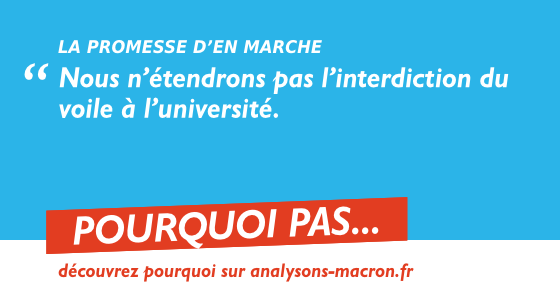 LA PROMESSE D’EN MARCHE
“ Nous n’étendrons pas l’interdiction du
voile à l’université.
POURQUOI PAS...
découvrez pourquoi sur analysons-macron.fr